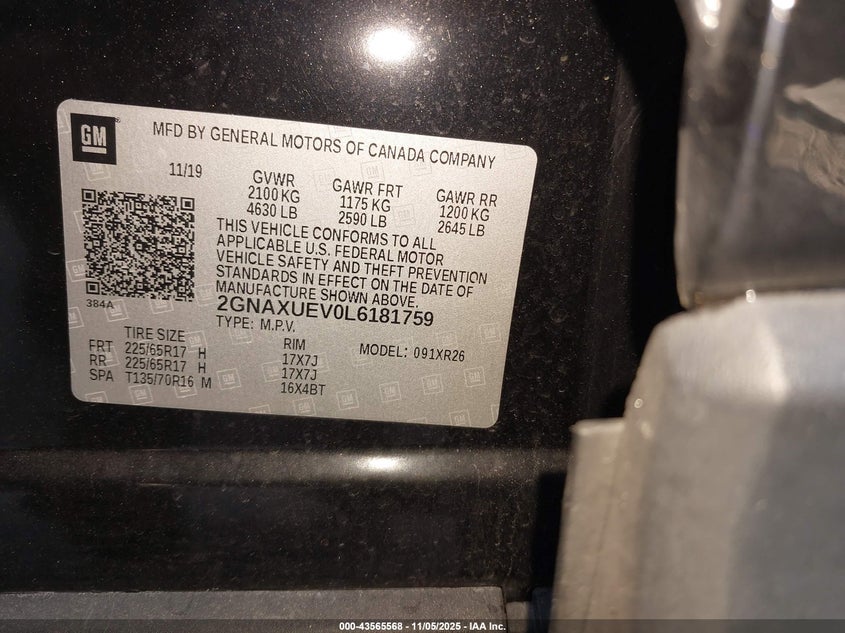 GM
MFD BY GENERAL MOTORS OF CANADA COMPANY
11/19
GVWR
2100 KG
4630 LB
GAWR FRT
1175 KG
2590 LB
GAWR RR
1200 KG
2645 LB
THIS VEHICLE CONFORMS TO ALL
APPLICABLE U.S. FEDERAL MOTOR
VEHICLE SAFETY AND THEFT PREVENTION
STANDARDS IN EFFECT ON THE DATE OF
MANUFACTURE SHOWN ABOVE.
384A
2GNAXUEV0L6181759
TYPE: M.P.V.
TIRE SIZE
RIM
MODEL: 091XR26
FRT 225/65R17 H 17X7J
RR 225/65R17 H 17X7J
SPA T135/70R16 M 16X4BT
000-43565568 - 11/05/2025 - IAA Inc.